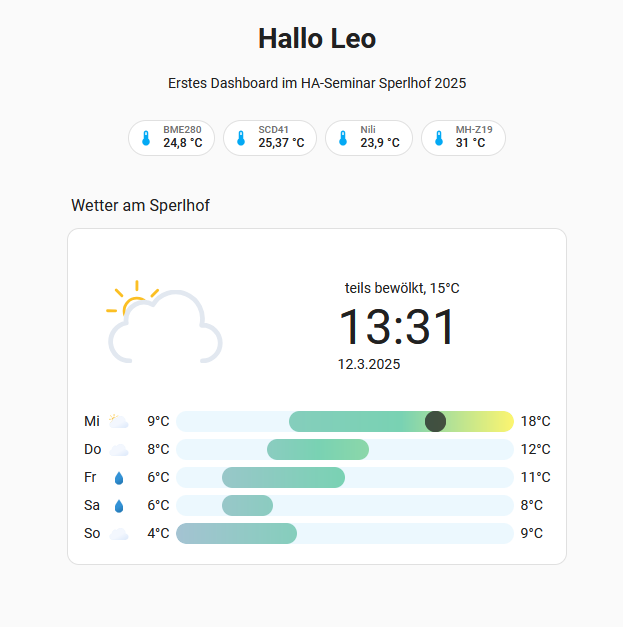 Hallo Leo
Erstes Dashboard im HA-Seminar Sperlhof 2025
BME280 SCD41 Nili MH-Z19
24,8 °C 25,37 °C 23,9 °C 31 °C
Wetter am Sperlhof
teils bewölkt, 15°C
13:31
12.3.2025
Mi 9°C 18°C
Do 8°C 12°C
Fr 6°C 11°C
Sa 6°C 8°C
So 4°C 9°C